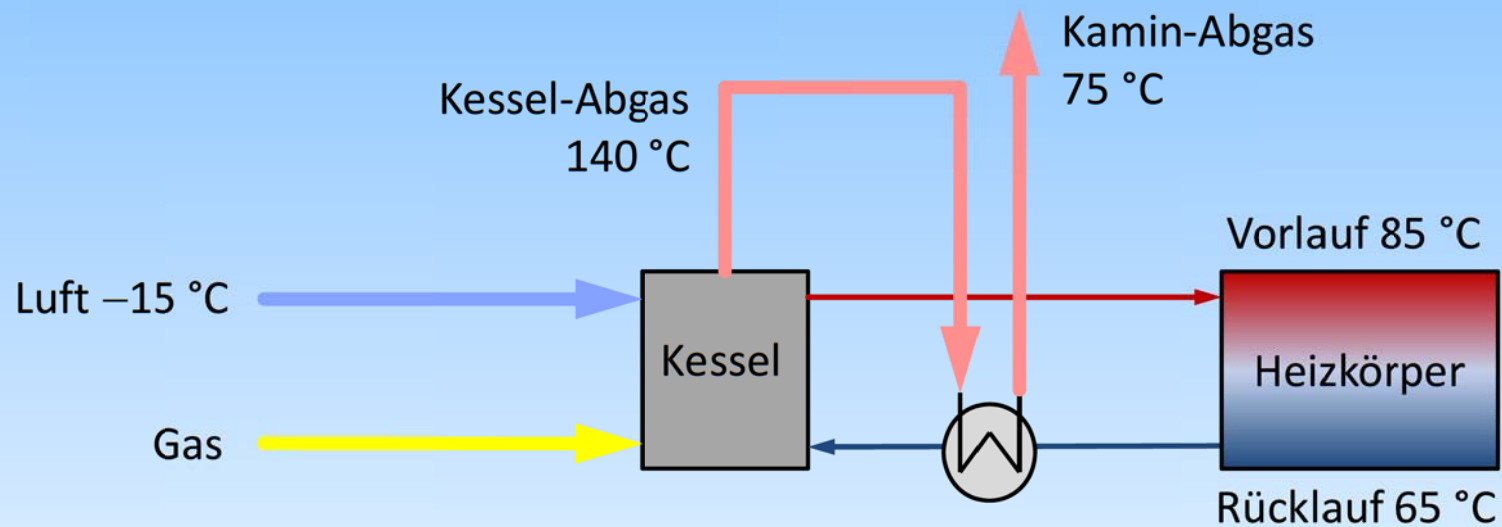 Kamin-Abgas
75 °C
Kessel-Abgas
140 °C
Vorlauf 85 °C
Luft –15 °C
Kessel
Heizkörper
Gas
Rücklauf 65 °C